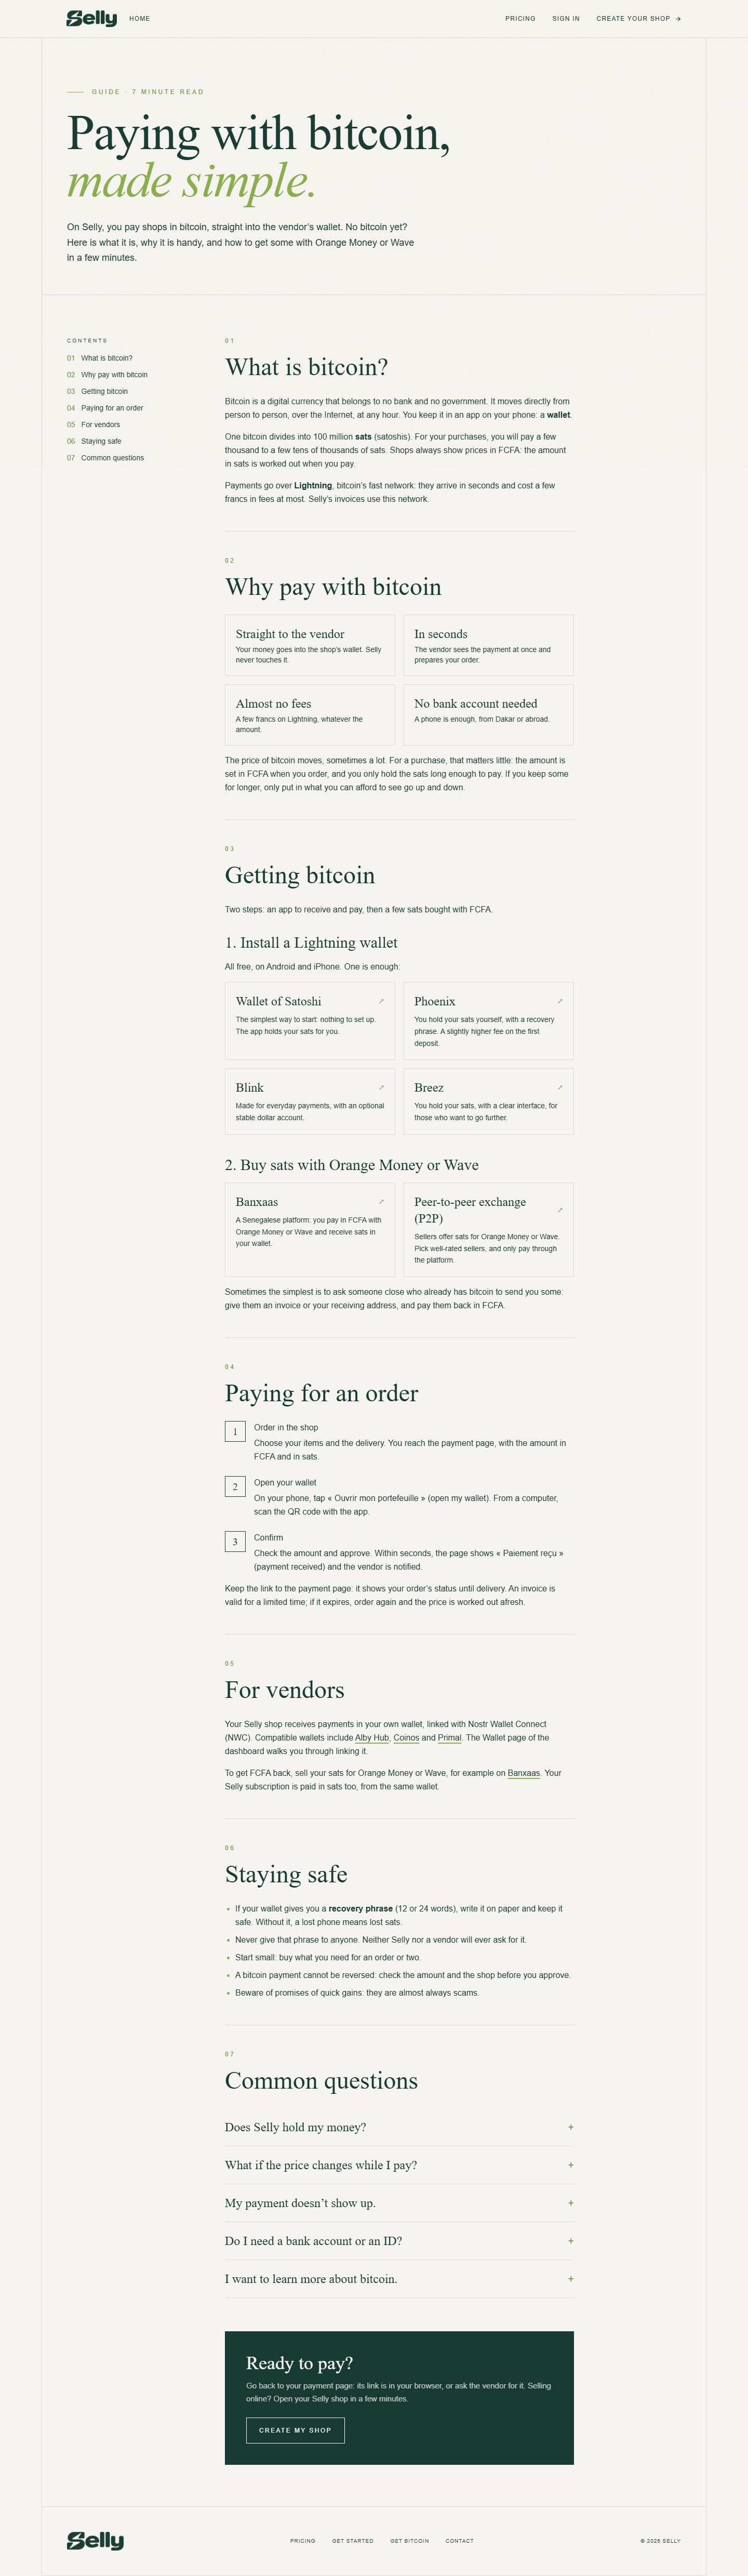 Selly
HOME
PRICING
SIGN IN
CREATE YOUR SHOP →
GUIDE · 7 MINUTE READ
Paying with bitcoin,
made simple.
On Selly, you pay shops in bitcoin, straight into the vendor’s wallet. No bitcoin yet?
Here is what it is, why it is handy, and how to get some with Orange Money or Wave
in a few minutes.
CONTENTS
01 What is bitcoin?
02 Why pay with bitcoin
03 Getting bitcoin
04 Paying for an order
05 For vendors
06 Staying safe
07 Common questions
01
What is bitcoin?
Bitcoin is a digital currency that belongs to no bank and no government. It moves directly from
person to person, over the Internet, at any hour. You keep it in an app on your phone: a wallet.
One bitcoin divides into 100 million sats (satoshis). For your purchases, you will pay a few
thousand to a few tens of thousands of sats. Shops always show prices in FCFA: the amount
in sats is worked out when you pay.
Payments go over Lightning, bitcoin’s fast network: they arrive in seconds and cost a few
francs in fees at most. Selly’s invoices use this network.
02
Why pay with bitcoin
Straight to the vendor
Your money goes into the shop’s wallet. Selly
never touches it.
In seconds
The vendor sees the payment at once and
prepares your order.
Almost no fees
A few francs on Lightning, whatever the
amount.
No bank account needed
A phone is enough, from Dakar or abroad.
The price of bitcoin moves, sometimes a lot. For a purchase, that matters little: the amount is
set in FCFA when you order, and you only hold the sats long enough to pay. If you keep some
for longer, only put in what you can afford to see go up and down.
03
Getting bitcoin
Two steps: an app to receive and pay, then a few sats bought with FCFA.
1. Install a Lightning wallet
All free, on Android and iPhone. One is enough:
Wallet of Satoshi ↗
The simplest way to start: nothing to set up.
The app holds your sats for you.
Phoenix ↗
You hold your sats yourself, with a recovery
phrase. A slightly higher fee on the first
deposit.
Blink ↗
Made for everyday payments, with an optional
stable dollar account.
Breez ↗
You hold your sats, with a clear interface, for
those who want to go further.
2. Buy sats with Orange Money or Wave
Banxaas ↗
A Senegalese platform: you pay in FCFA with
Orange Money or Wave and receive sats in
your wallet.
Peer-to-peer exchange
(P2P) ↗
Sellers offer sats for Orange Money or Wave.
Pick well-rated sellers, and only pay through
the platform.
Sometimes the simplest is to ask someone close who already has bitcoin to send you some:
give them an invoice or your receiving address, and pay them back in FCFA.
04
Paying for an order
1
Order in the shop
Choose your items and the delivery. You reach the payment page, with the amount in
FCFA and in sats.
2
Open your wallet
On your phone, tap « Ouvrir mon portefeuille » (open my wallet). From a computer,
scan the QR code with the app.
3
Confirm
Check the amount and approve. Within seconds, the page shows « Paiement reçu »
(payment received) and the vendor is notified.
Keep the link to the payment page: it shows your order’s status until delivery. An invoice is
valid for a limited time; if it expires, order again and the price is worked out afresh.
05
For vendors
Your Selly shop receives payments in your own wallet, linked with Nostr Wallet Connect
(NWC). Compatible wallets include Alby Hub, Coinos and Primal. The Wallet page of the
dashboard walks you through linking it.
To get FCFA back, sell your sats for Orange Money or Wave, for example on Banxaas. Your
Selly subscription is paid in sats too, from the same wallet.
06
Staying safe
• If your wallet gives you a recovery phrase (12 or 24 words), write it on paper and keep it
safe. Without it, a lost phone means lost sats.
• Never give that phrase to anyone. Neither Selly nor a vendor will ever ask for it.
• Start small: buy what you need for an order or two.
• A bitcoin payment cannot be reversed: check the amount and the shop before you approve.
• Beware of promises of quick gains: they are almost always scams.
07
Common questions
Does Selly hold my money? +
What if the price changes while I pay? +
My payment doesn’t show up. +
Do I need a bank account or an ID? +
I want to learn more about bitcoin. +
Ready to pay?
Go back to your payment page: its link is in your browser, or ask the vendor for it. Selling
online? Open your Selly shop in a few minutes.
CREATE MY SHOP
Selly
PRICING
GET STARTED
GET BITCOIN
CONTACT
© 2025 SELLY